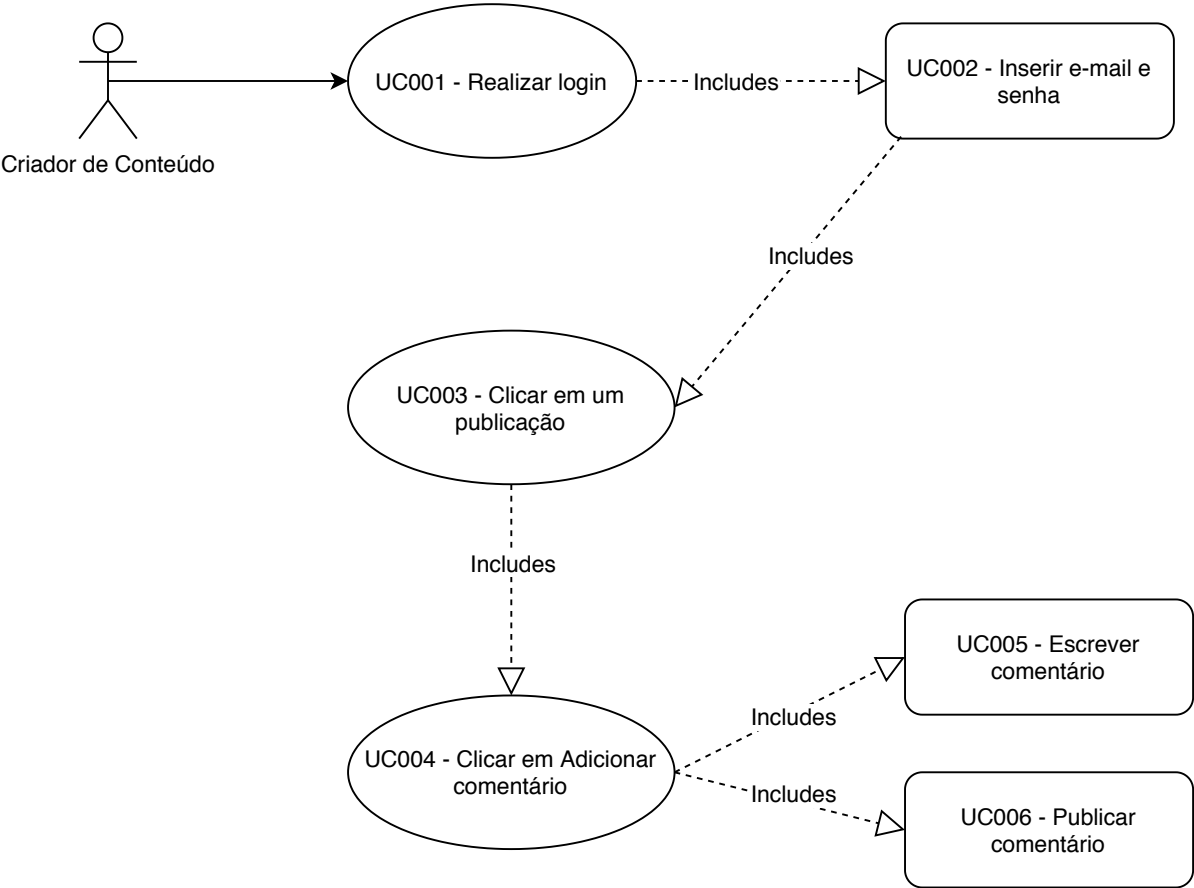 UC001 - Realizar login
Includes
UC002 - Inserir e-mail e
senha
Criador de Conteúdo
Includes
UC003 - Clicar em um
publicação
Includes
UC005 - Escrever
comentário
Includes
UC004 - Clicar em Adicionar
comentário
Includes
UC006 - Publicar
comentário